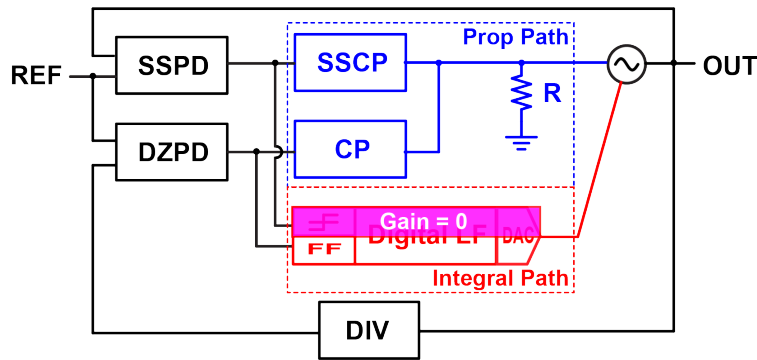 Prop Path
REF
SSPD
SSCP
OUT
R
DZPD
CP
Gain = 0
FF
Digital LF
DAC
Integral Path
DIV